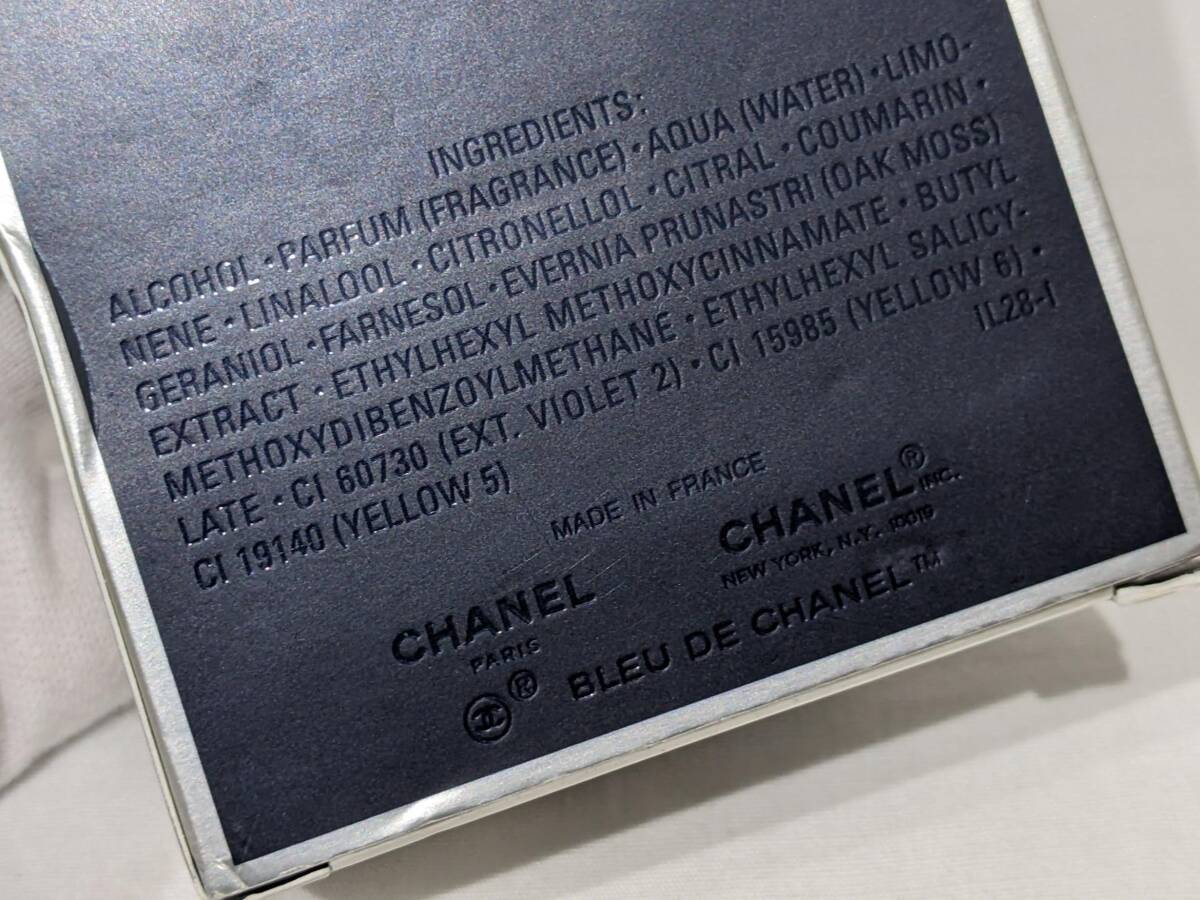 INGREDIENTS:
ALCOHOL • PARFUM (FRAGRANCE) • AQUA (WATER) • LIMO-
NENE • LINALOOL • CITRONELLOL • CITRAL • COUMARIN •
GERANIOL • FARNESOL • EVERNIA PRUNASTRI (OAK MOSS)
EXTRACT • ETHYLHEXYL METHOXYCINNAMATE • BUTYL
METHOXYDIBENZOYLMETHANE • ETHYLHEXYL SALICY-
LATE • CI 60730 (EXT. VIOLET 2) • CI 15985 (YELLOW 6) •
CI 19140 (YELLOW 5)
IL28-1
MADE IN FRANCE
CHANEL
PARIS
CHANEL® INC.
NEW YORK, N.Y. 10019
® BLEU DE CHANEL™